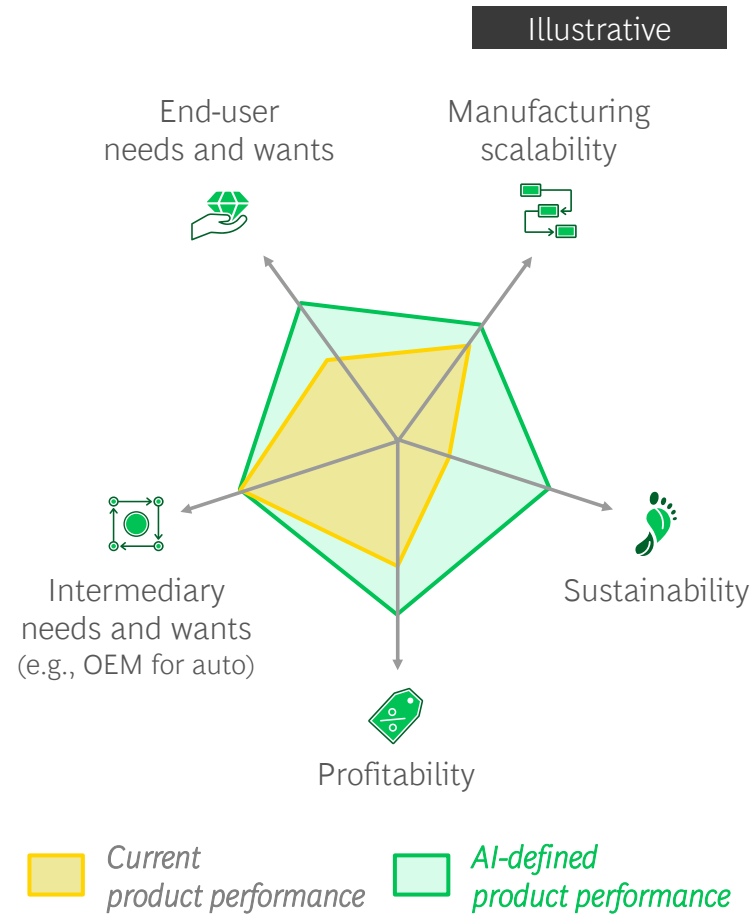 Illustrative
End-user
needs and wants
Manufacturing
scalability
Intermediary
needs and wants
(e.g., OEM for auto)
Sustainability
Profitability
Current
product performance
AI-defined
product performance